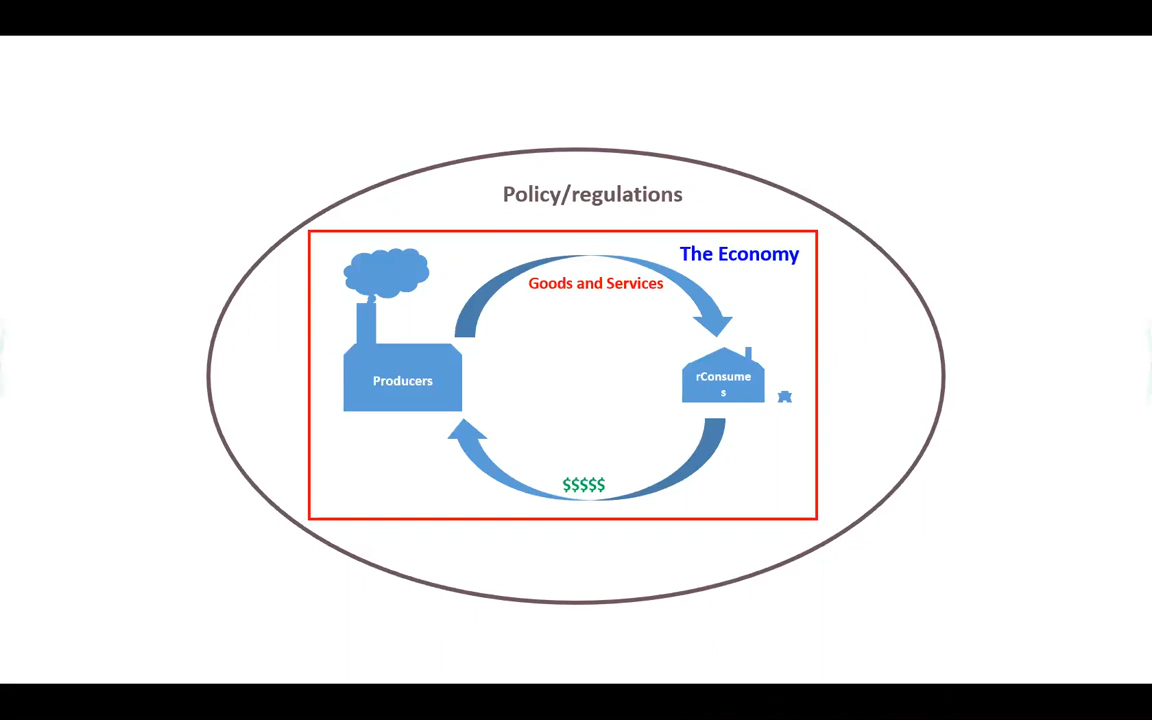 Policy/regulations
The Economy
Goods and Services
Producers
rConsume
s
$$$$$